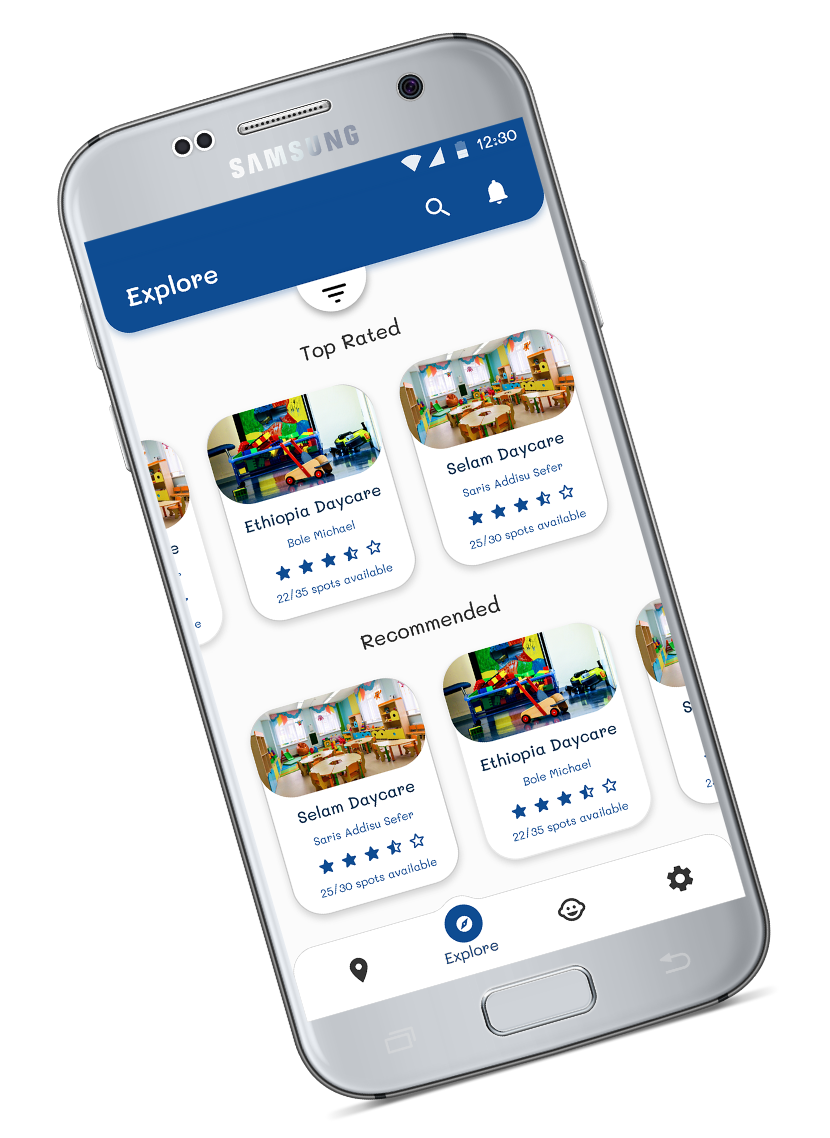 SAMSUNG
12:30
Explore
Top Rated
e
e
Ethiopia Daycare
Bole Michael
22/35 spots available
Selam Daycare
Saris Addisu Sefer
25/30 spots available
Recommended
Selam Daycare
Saris Addisu Sefer
25/30 spots available
Ethiopia Daycare
Bole Michael
22/35 spots available
S
25
Explore